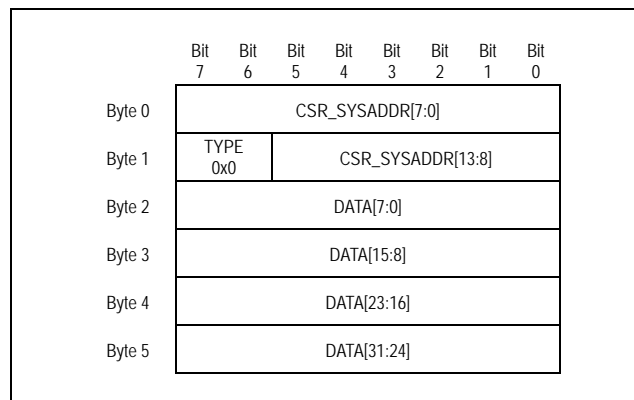 Bit Bit Bit Bit Bit Bit Bit Bit
7 6 5 4 3 2 1 0
Byte 0 CSR_SYSADDR[7:0]
Byte 1 TYPE 0x0 CSR_SYSADDR[13:8]
Byte 2 DATA[7:0]
Byte 3 DATA[15:8]
Byte 4 DATA[23:16]
Byte 5 DATA[31:24]